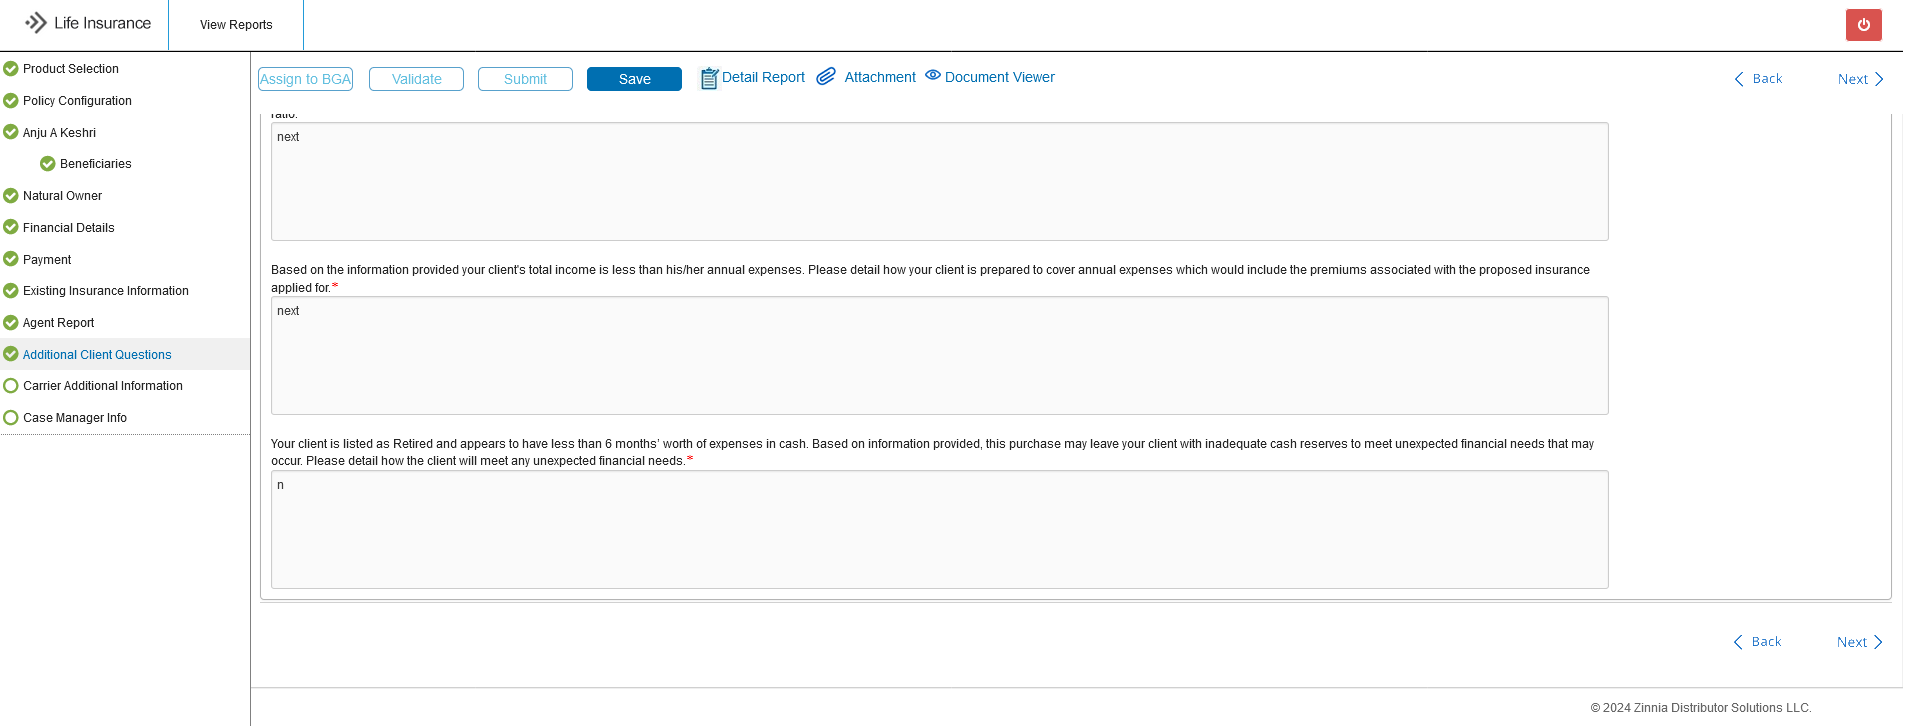 Life Insurance
View Reports
Product Selection
Policy Configuration
Anju A Keshri
Beneficiaries
Natural Owner
Financial Details
Payment
Existing Insurance Information
Agent Report
Additional Client Questions
Carrier Additional Information
Case Manager Info
Assign to BGA
Validate
Submit
Save
Detail Report
Attachment
Document Viewer
Back
Next
ratio.
next
Based on the information provided your client's total income is less than his/her annual expenses. Please detail how your client is prepared to cover annual expenses which would include the premiums associated with the proposed insurance
applied for.*
next
Your client is listed as Retired and appears to have less than 6 months' worth of expenses in cash. Based on information provided, this purchase may leave your client with inadequate cash reserves to meet unexpected financial needs that may
occur. Please detail how the client will meet any unexpected financial needs.*
n
Back
Next
© 2024 Zinnia Distributor Solutions LLC.